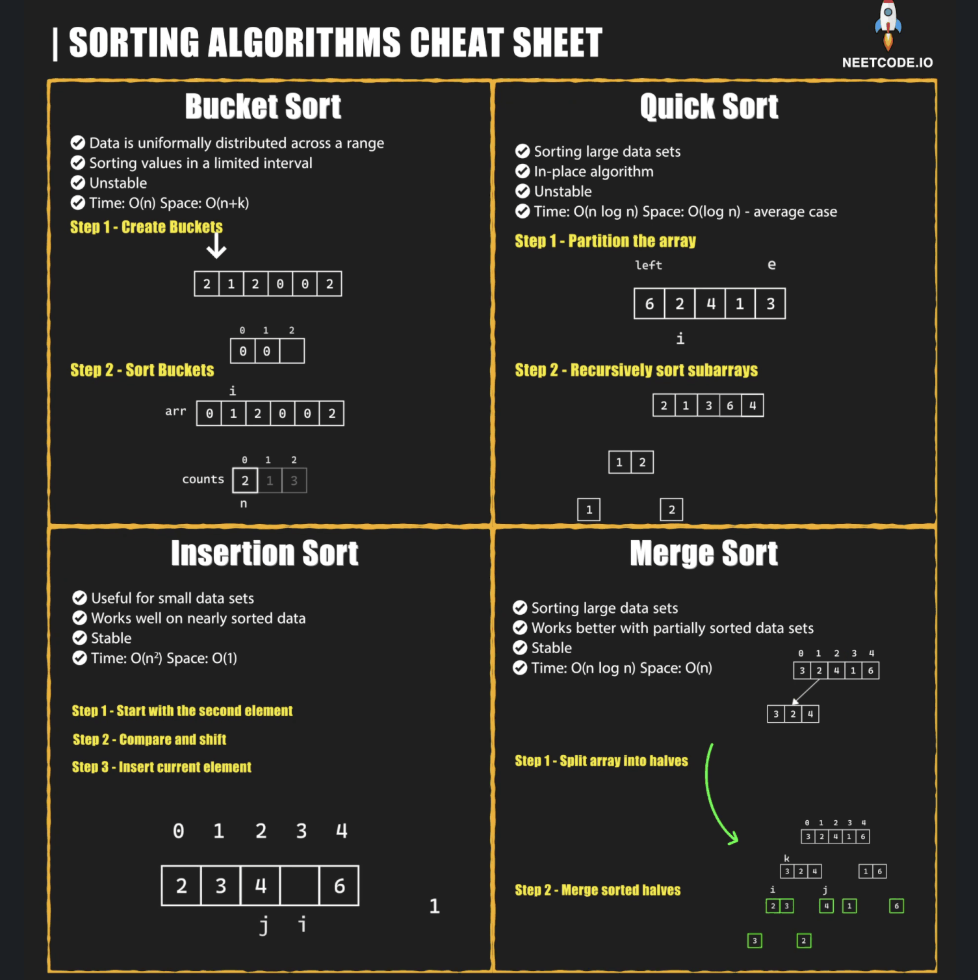 | SORTING ALGORITHMS CHEAT SHEET
NEETCODE.IO
Bucket Sort
Data is uniformally distributed across a range
Sorting values in a limited interval
Unstable
Time: O(n) Space: O(n+k)
Step 1 - Create Buckets
2 1 2 0 0 2
0 1 2
0 0
Step 2 - Sort Buckets
i
arr 0 1 2 0 0 2
0 1 2
counts 2 1 3
n
Quick Sort
Sorting large data sets
In-place algorithm
Unstable
Time: O(n log n) Space: O(log n) - average case
Step 1 - Partition the array
left e
6 2 4 1 3
i
Step 2 - Recursively sort subarrays
2 1 3 6 4
1 2
1 2
Insertion Sort
Useful for small data sets
Works well on nearly sorted data
Stable
Time: O(n²) Space: O(1)
Step 1 - Start with the second element
Step 2 - Compare and shift
Step 3 - Insert current element
0 1 2 3 4
2 3 4 6
1
j i
Merge Sort
Sorting large data sets
Works better with partially sorted data sets
Stable
Time: O(n log n) Space: O(n)
0 1 2 3 4
3 2 4 1 6
3 2 4
Step 1 - Split array into halves
0 1 2 3 4
3 2 4 1 6
k
3 2 4 1 6
Step 2 - Merge sorted halves
i j
2 3 4 1 6
3 2